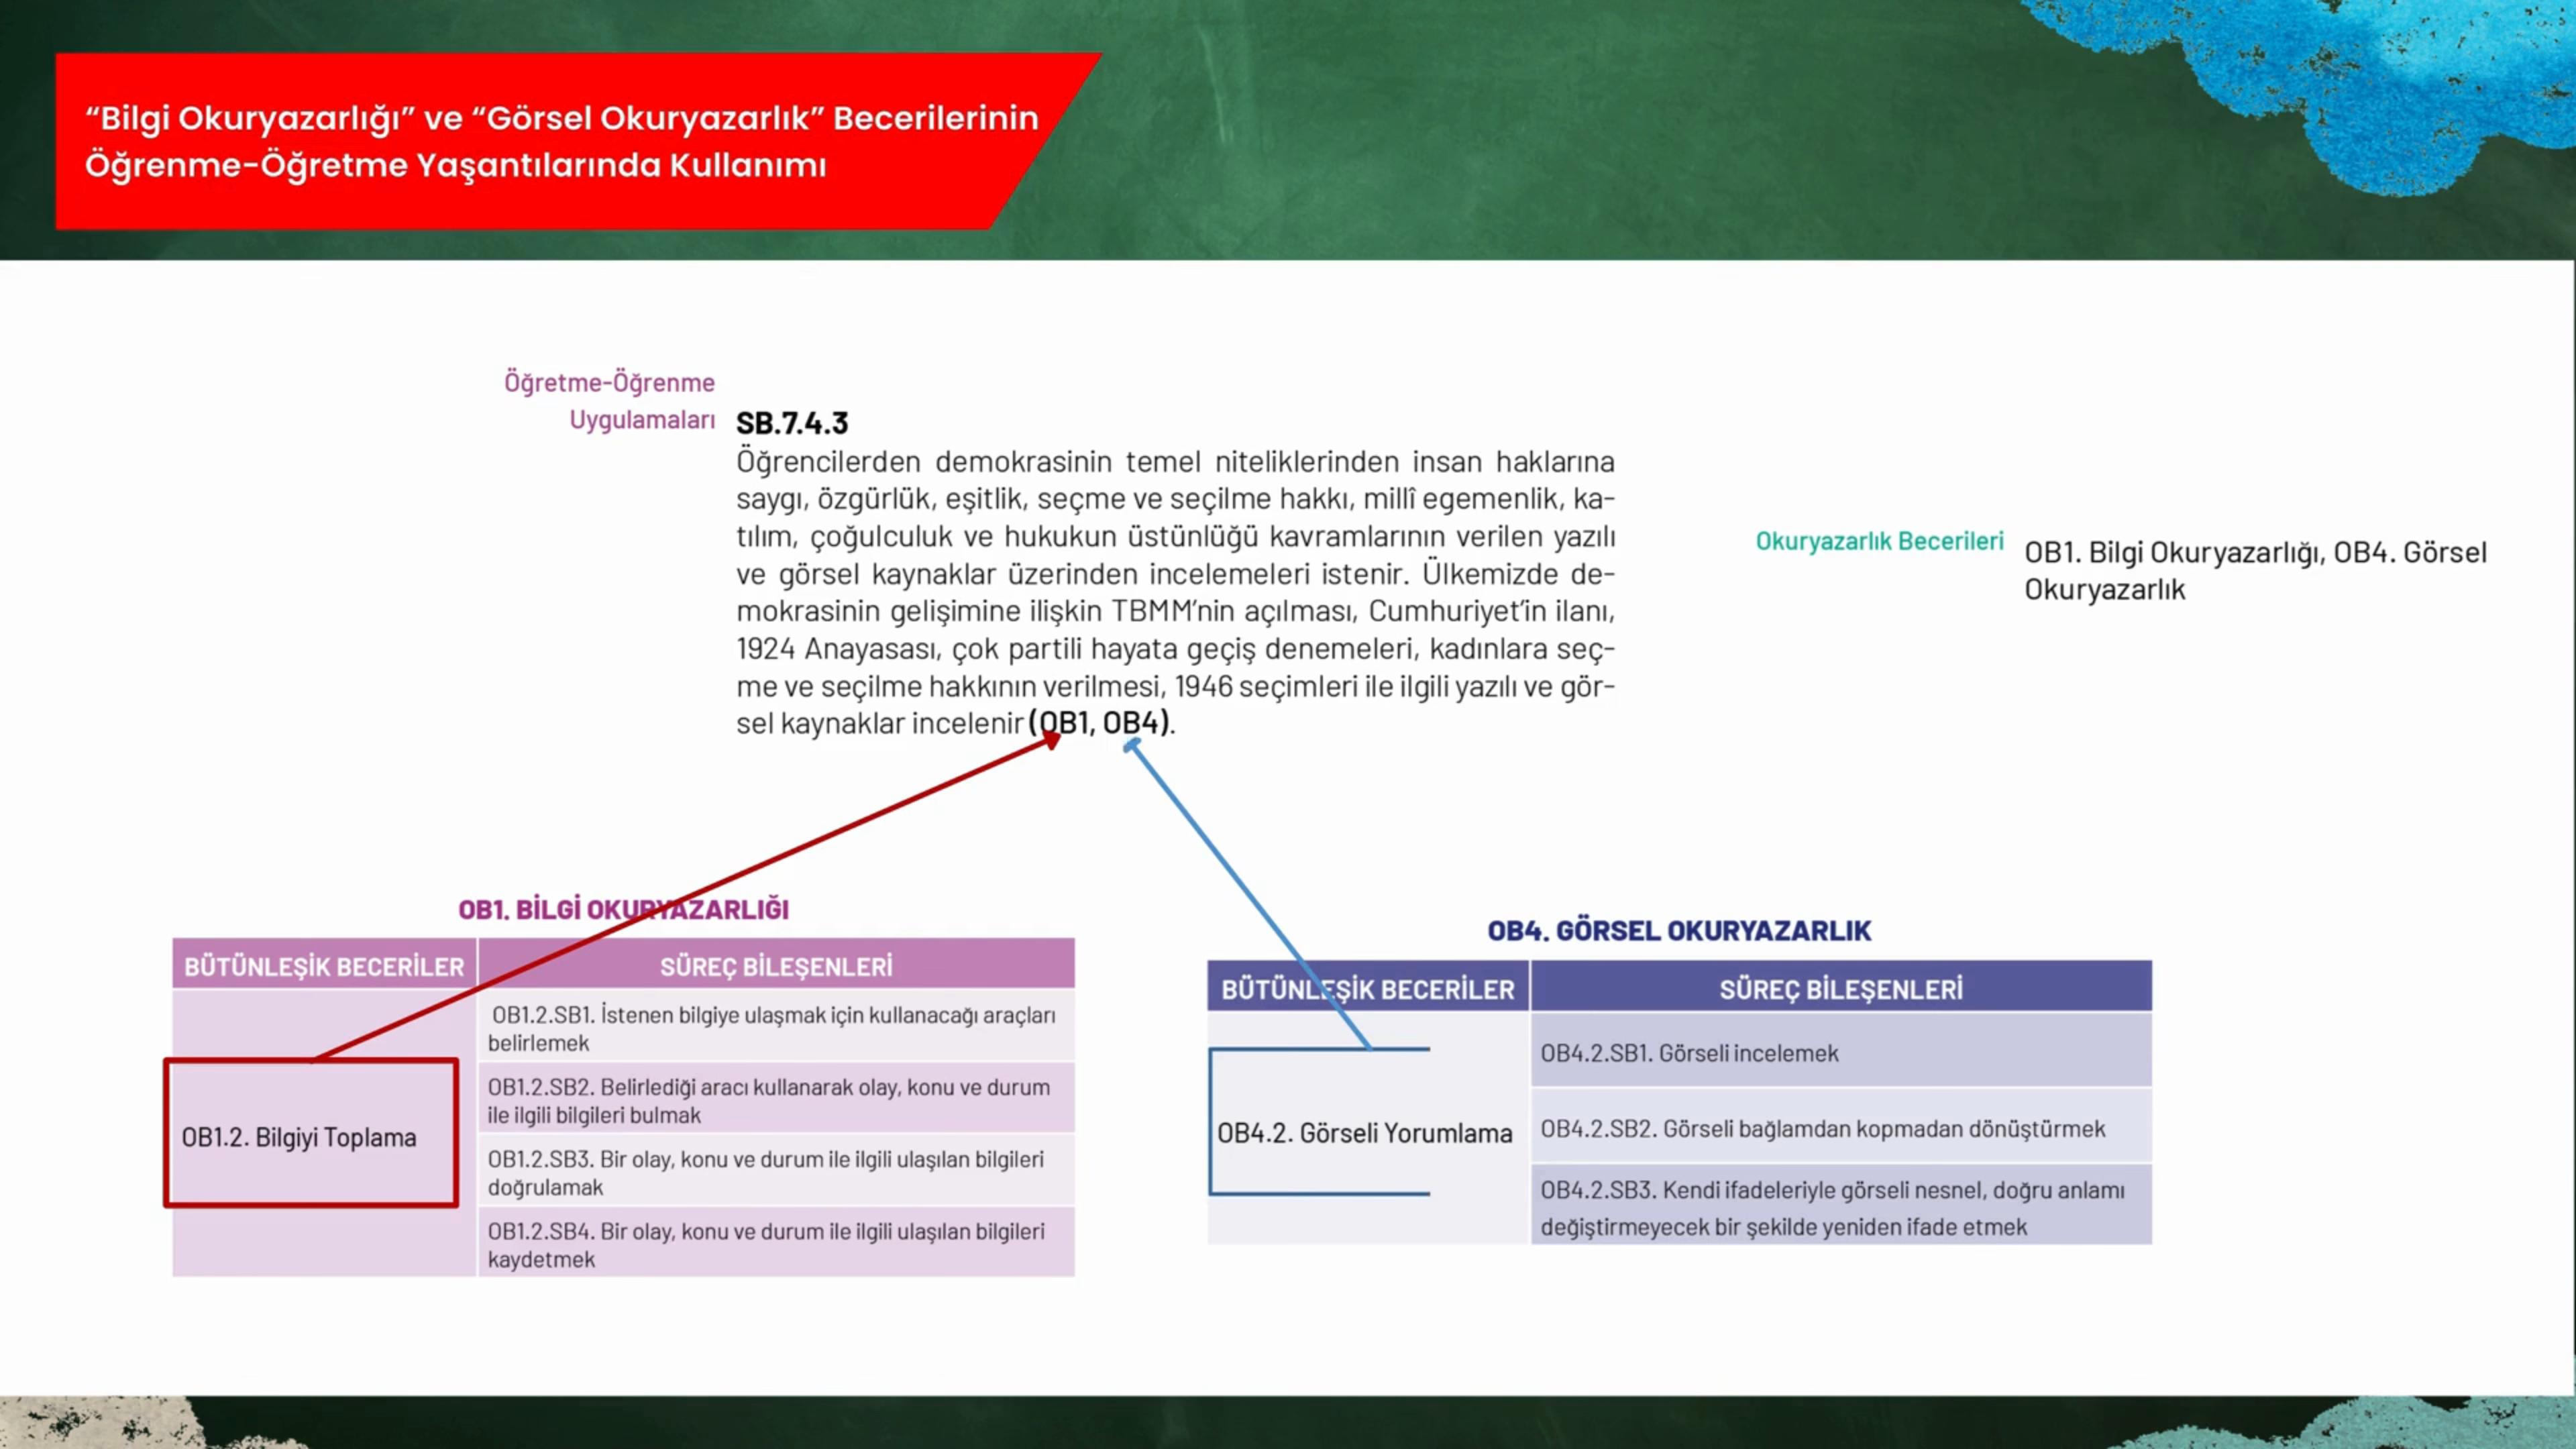 “Bilgi Okuryazarlığı” ve “Görsel Okuryazarlık” Becerilerinin
Öğrenme-Öğretme Yaşantılarında Kullanımı
Öğretme-Öğrenme
Uygulamaları
SB.7.4.3
Öğrencilerden demokrasinin temel niteliklerinden insan haklarına
saygı, özgürlük, eşitlik, seçme ve seçilme hakkı, millî egemenlik, ka-
tılım, çoğulculuk ve hukukun üstünlüğü kavramlarının verilen yazılı
ve görsel kaynaklar üzerinden incelemeleri istenir. Ülkemizde de-
mokrasinin gelişimine ilişkin TBMM’nin açılması, Cumhuriyet’in ilanı,
1924 Anayasası, çok partili hayata geçiş denemeleri, kadınlara seç-
me ve seçilme hakkının verilmesi, 1946 seçimleri ile ilgili yazılı ve gör-
sel kaynaklar incelenir (OB1, OB4).
Okuryazarlık Becerileri
OB1. Bilgi Okuryazarlığı, OB4. Görsel
Okuryazarlık
OB1. BİLGİ OKURYAZARLIĞI
BÜTÜNLEŞİK BECERİLER
SÜREÇ BİLEŞENLERİ
OB1.2. Bilgiyi Toplama
OB1.2.SB1. İstenen bilgiye ulaşmak için kullanacağı araçları
belirlemek
OB1.2.SB2. Belirlediği aracı kullanarak olay, konu ve durum
ile ilgili bilgileri bulmak
OB1.2.SB3. Bir olay, konu ve durum ile ilgili ulaşılan bilgileri
doğrulamak
OB1.2.SB4. Bir olay, konu ve durum ile ilgili ulaşılan bilgileri
kaydetmek
OB4. GÖRSEL OKURYAZARLIK
BÜTÜNLEŞİK BECERİLER
SÜREÇ BİLEŞENLERİ
OB4.2. Görseli Yorumlama
OB4.2.SB1. Görseli incelemek
OB4.2.SB2. Görseli bağlamdan kopmadan dönüştürmek
OB4.2.SB3. Kendi ifadeleriyle görseli nesnel, doğru anlamı
değiştirmeyecek bir şekilde yeniden ifade etmek